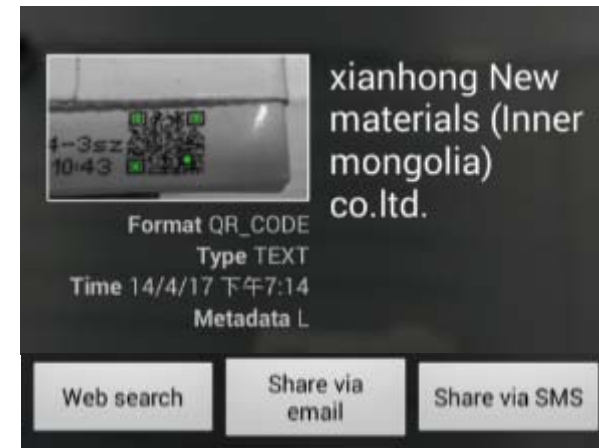 4-3sz
10:43
xianhong New
materials (Inner
mongolia)
co.ltd.
Format QR_CODE
Type TEXT
Time 14/4/17 下午7:14
Metadata L
Web search
Share via
email
Share via SMS